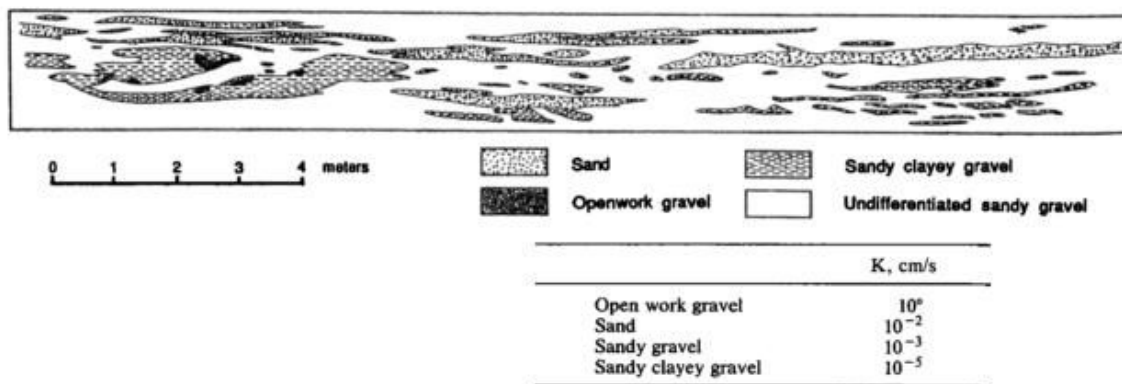 0 1 2 3 4 meters
Sand
Sandy clayey gravel
Openwork gravel
Undifferentiated sandy gravel
K, cm/s
Open work gravel 10⁰
Sand 10⁻²
Sandy gravel 10⁻³
Sandy clayey gravel 10⁻⁵